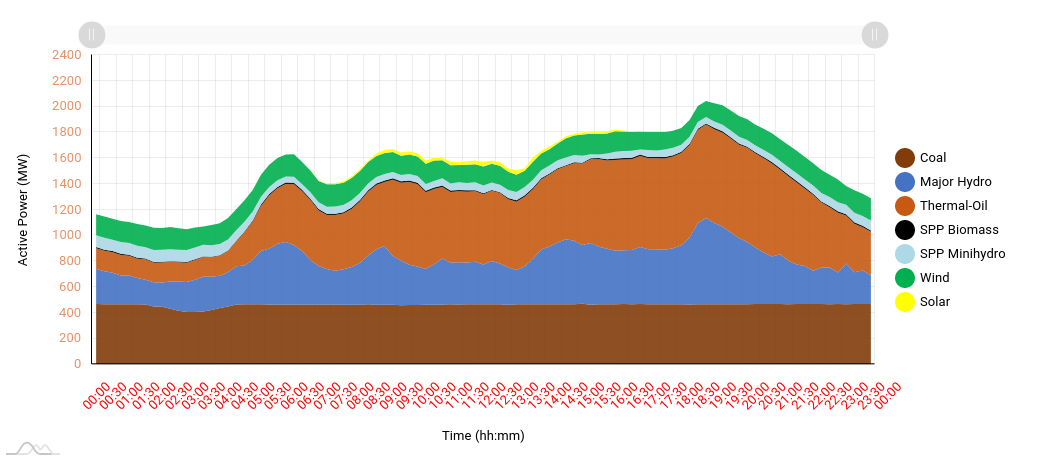 2400
2200
2000
1800
1600
1400
1200
1000
800
600
400
200
0
Active Power (MW)
00:00 00:30 01:00 01:30 02:00 02:30 03:00 03:30 04:00 04:30 05:00 05:30 06:00 06:30 07:00 07:30 08:00 08:30 09:00 09:30 10:00 10:30 11:00 11:30 12:00 12:30 13:00 13:30 14:00 14:30 15:00 15:30 16:00 16:30 17:00 17:30 18:00 18:30 19:00 19:30 20:00 20:30 21:00 21:30 22:00 22:30 23:00 23:30 00:00
Time (hh:mm)
Coal
Major Hydro
Thermal-Oil
SPP Biomass
SPP Minihydro
Wind
Solar